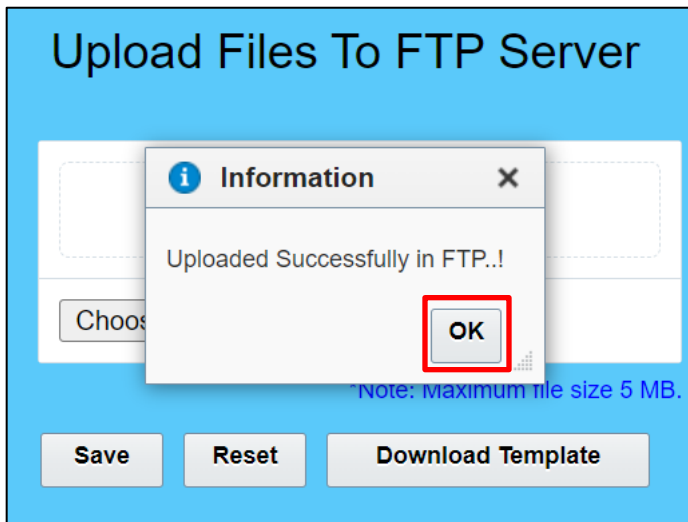 Upload Files To FTP Server
Information
Uploaded Successfully in FTP..!
OK
*Note: Maximum file size 5 MB.
Save Reset Download Template